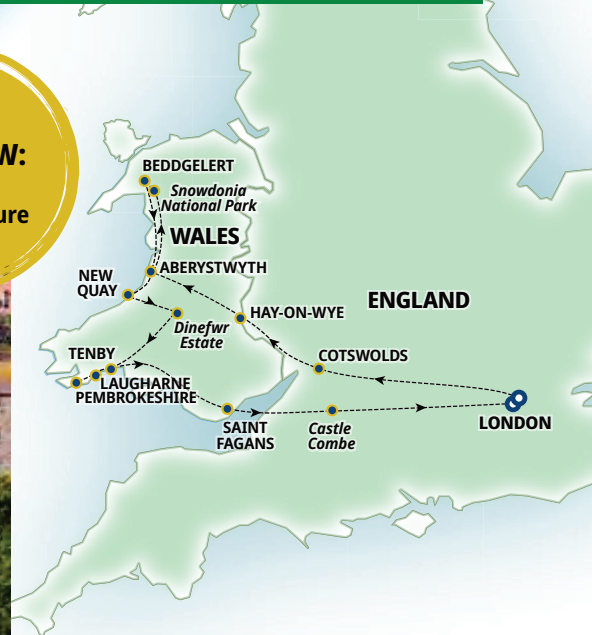 W:
ure
BEDDGELERT
Snowdonia
National Park
WALES
ABERYSTWYTH
NEW
QUAY
HAY-ON-WYE
ENGLAND
Dinefwr
Estate
TENBY
COTSWOLDS
LAUGHARNE
PEMBROKESHIRE
SAINT
FAGANS
Castle
Combe
LONDON